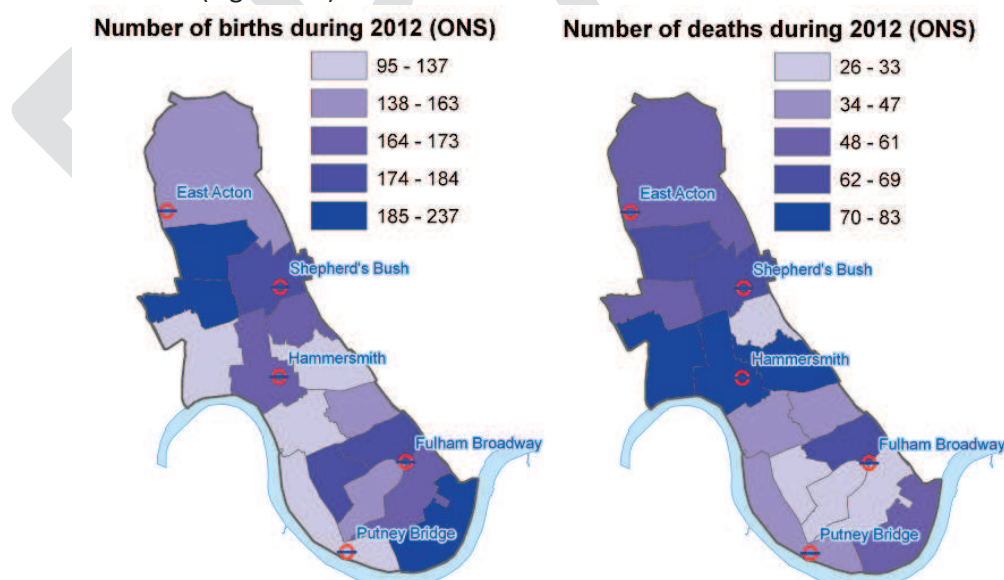 Number of births during 2012 (ONS)
95 - 137
138 - 163
164 - 173
174 - 184
185 - 237
East Acton
Shepherd's Bush
Hammersmith
Fulham Broadway
Putney Bridge
Number of deaths during 2012 (ONS)
26 - 33
34 - 47
48 - 61
62 - 69
70 - 83
East Acton
Shepherd's Bush
Hammersmith
Fulham Broadway
Putney Bridge